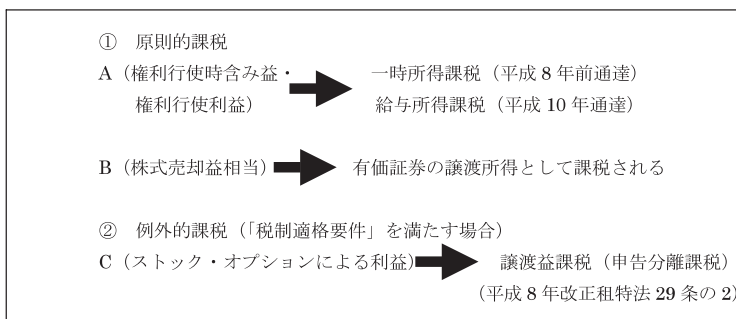 ① 原則的課税
A（権利行使時含み益・ 一時所得課税（平成 8 年前通達）
権利行使利益） 給与所得課税（平成 10 年通達）
B（株式売却益相当） 有価証券の譲渡所得として課税される
② 例外的課税（「税制適格要件」を満たす場合）
C（ストック・オプションによる利益） 譲渡益課税（申告分離課税）
（平成 8 年改正租特法 29 条の 2）